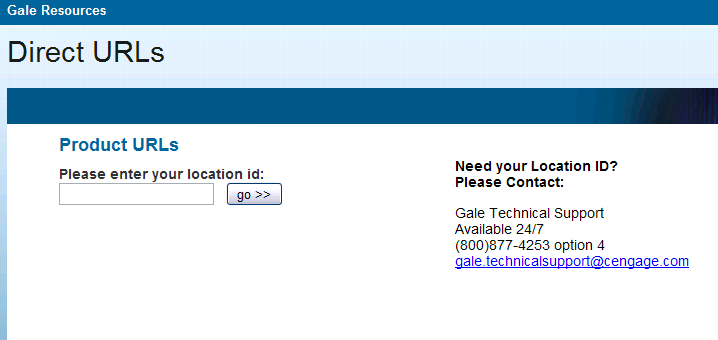 Gale Resources
Direct URLs
Product URLs
Please enter your location id:
go >>
Need your Location ID?
Please Contact:
Gale Technical Support
Available 24/7
(800)877-4253 option 4
gale.technicalsupport@cengage.com